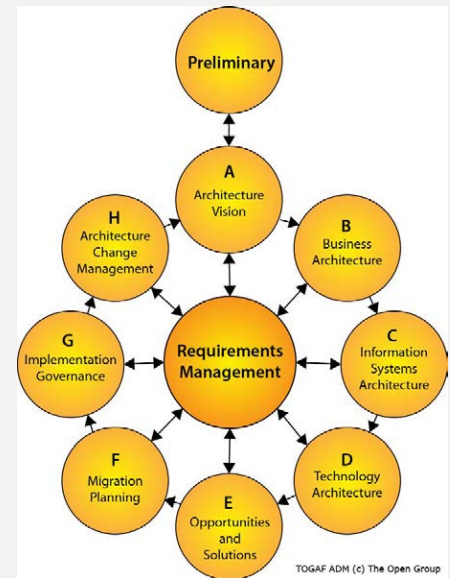 Preliminary
A
Architecture
Vision
B
Business
Architecture
C
Information
Systems
Architecture
D
Technology
Architecture
E
Opportunities
and
Solutions
F
Migration
Planning
G
Implementation
Governance
H
Architecture
Change
Management
Requirements
Management
TOGAF ADM (c) The Open Group